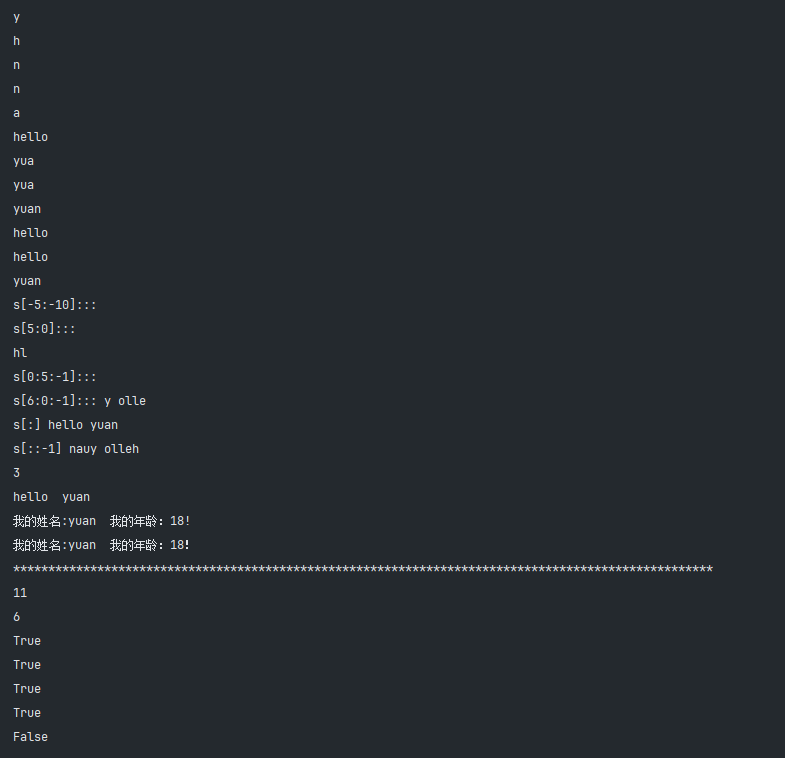 y
h
n
n
a
hello
yua
yua
yuan
hello
hello
yuan
s[-5:-10]:::
s[5:0]:::
hl
s[0:5:-1]:::
s[6:0:-1]::: y olle
s[:] hello yuan
s[::-1] nauy olleh
3
hello  yuan
我的姓名:yuan  我的年龄：18!
我的姓名:yuan  我的年龄：18!
****************************************************************************************************
11
6
True
True
True
True
False